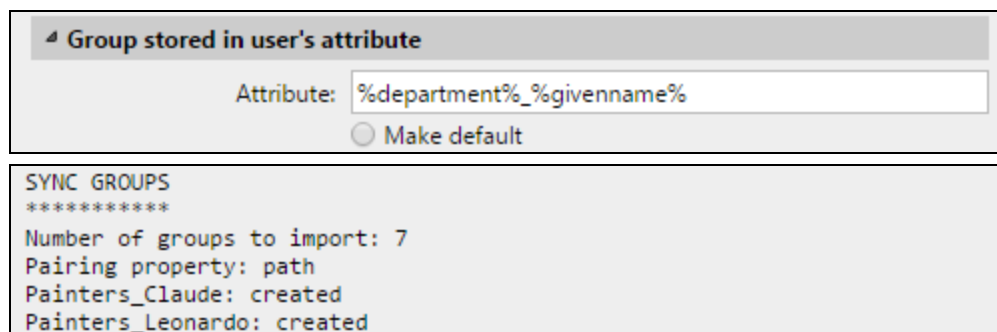 Group stored in user's attribute
Attribute: %department%_%givenname%
Make default
SYNC GROUPS
***********
Number of groups to import: 7
Pairing property: path
Painters_Claude: created
Painters_Leonardo: created